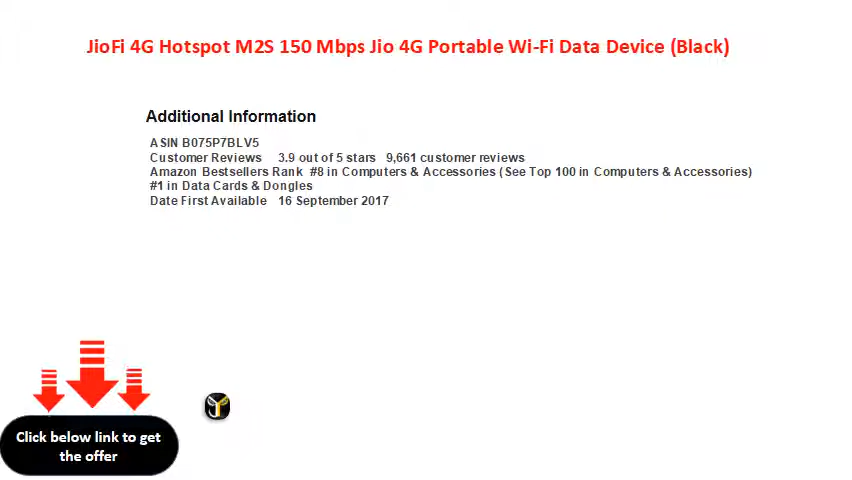 JioFi 4G Hotspot M2S 150 Mbps Jio 4G Portable Wi-Fi Data Device (Black)
Additional Information
ASIN B075P7BLV5
Customer Reviews 3.9 out of 5 stars 9,661 customer reviews
Amazon Bestsellers Rank #8 in Computers & Accessories (See Top 100 in Computers & Accessories)
#1 in Data Cards & Dongles
Date First Available 16 September 2017
Click below link to get
the offer